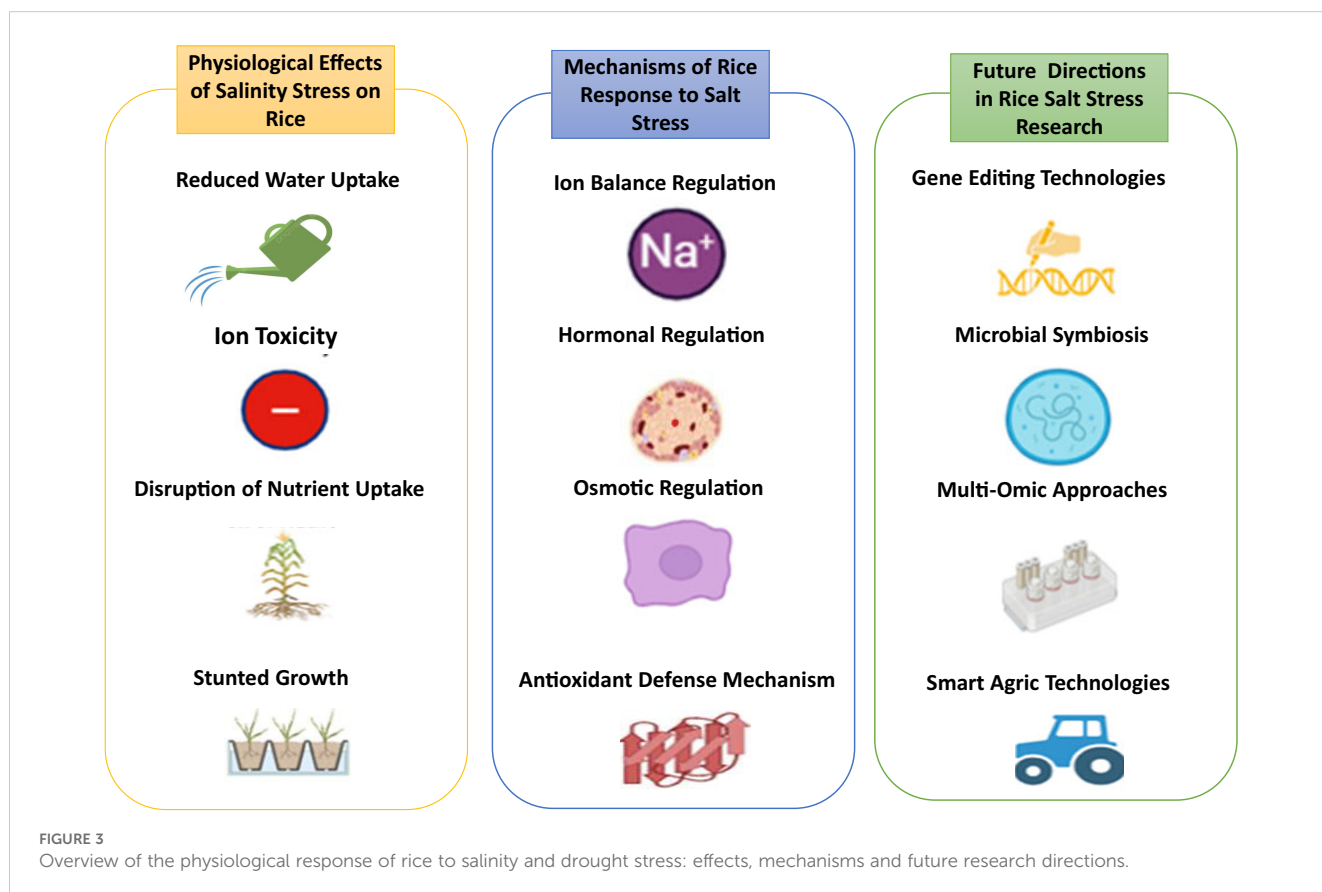 Physiological Effects
of Salinity Stress on
Rice
Reduced Water Uptake
Ion Toxicity
Disruption of Nutrient Uptake
Stunted Growth
Mechanisms of Rice
Response to Salt
Stress
Ion Balance Regulation
Na⁺
Hormonal Regulation
Osmotic Regulation
Antioxidant Defense Mechanism
Future Directions
in Rice Salt Stress
Research
Gene Editing Technologies
Microbial Symbiosis
Multi-Omic Approaches
Smart Agric Technologies
FIGURE 3
Overview of the physiological response of rice to salinity and drought stress: effects, mechanisms and future research directions.